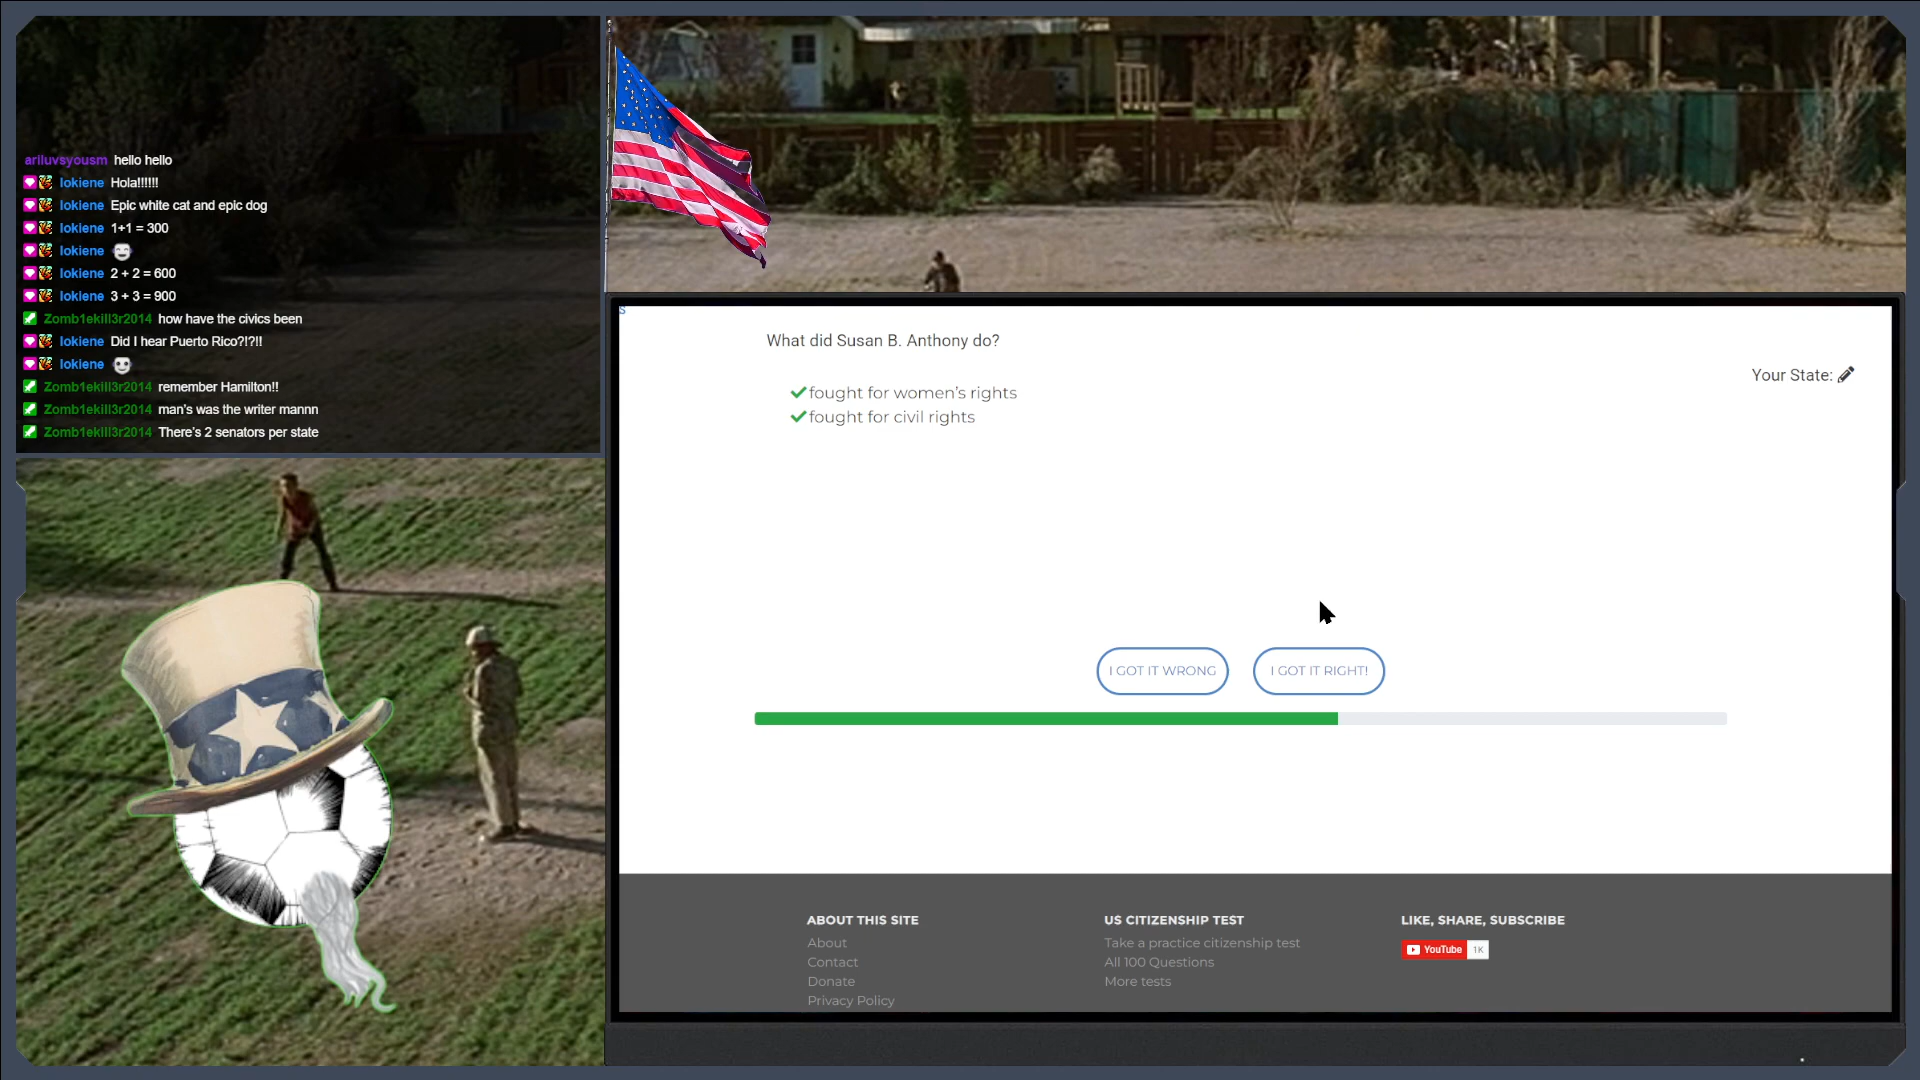 ariluvsyousm hello hello
lokiene Hola!!!!!!
lokiene Epic white cat and epic dog
lokiene 1+1 = 300
lokiene
lokiene 2 + 2 = 600
lokiene 3 + 3 = 900
Zomb1ekill3r2014 how have the civics been
lokiene Did I hear Puerto Rico?!?!!
lokiene
Zomb1ekill3r2014 remember Hamilton!!
Zomb1ekill3r2014 man's was the writer mannn
Zomb1ekill3r2014 There's 2 senators per state
S
What did Susan B. Anthony do?
Your State:
fought for women's rights
fought for civil rights
I GOT IT WRONG
I GOT IT RIGHT!
ABOUT THIS SITE
About
Contact
Donate
Privacy Policy
US CITIZENSHIP TEST
Take a practice citizenship test
All 100 Questions
More tests
LIKE, SHARE, SUBSCRIBE
YouTube 1K